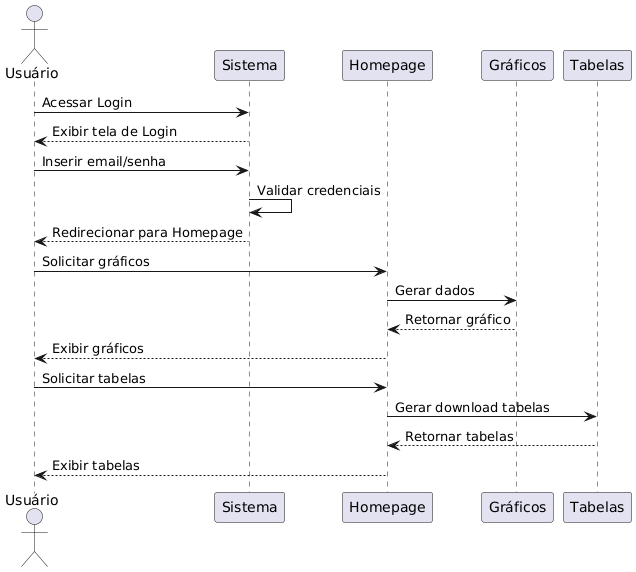 Usuário
Sistema
Homepage
Gráficos
Tabelas
Acessar Login
Exibir tela de Login
Inserir email/senha
Validar credenciais
Redirecionar para Homepage
Solicitar gráficos
Gerar dados
Retornar gráfico
Exibir gráficos
Solicitar tabelas
Gerar download tabelas
Retornar tabelas
Exibir tabelas
Usuário
Sistema
Homepage
Gráficos
Tabelas